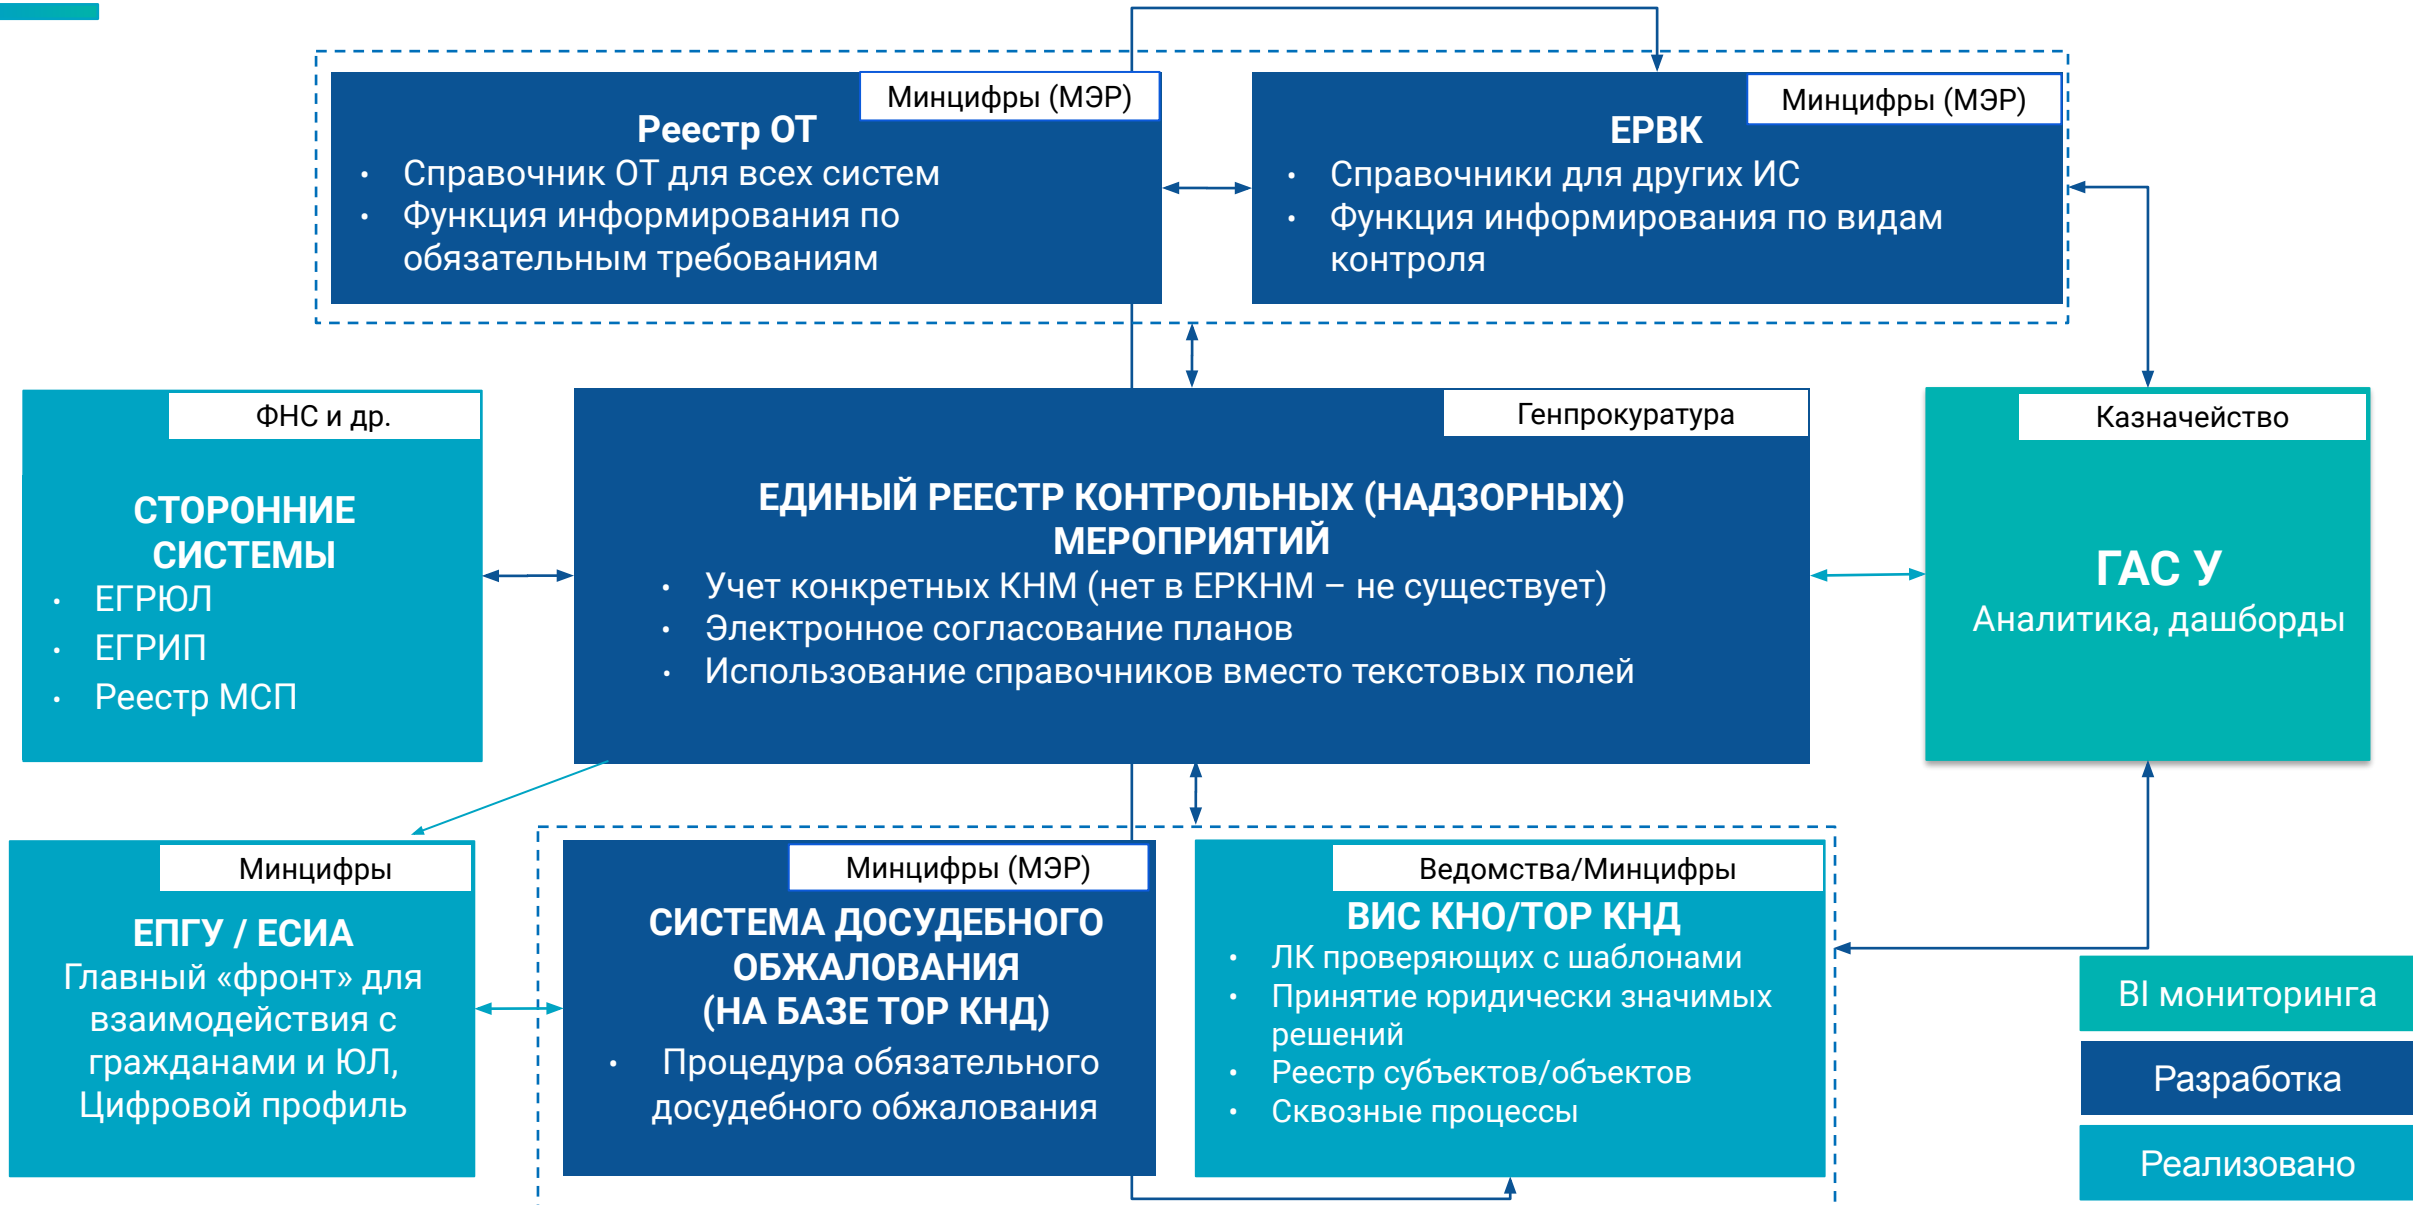 Минцифры (МЭР)
Реестр ОТ
• Справочник ОТ для всех систем
• Функция информирования по
обязательным требованиям
Минцифры (МЭР)
ЕРВК
• Справочники для других ИС
• Функция информирования по видам
контроля
ФНС и др.
СТОРОННИЕ
СИСТЕМЫ
• ЕГРЮЛ
• ЕГРИП
• Реестр МСП
Генпрокуратура
ЕДИНЫЙ РЕЕСТР КОНТРОЛЬНЫХ (НАДЗОРНЫХ)
МЕРОПРИЯТИЙ
• Учет конкретных КНМ (нет в ЕРКНМ – не существует)
• Электронное согласование планов
• Использование справочников вместо текстовых полей
Казначейство
ГАС У
Аналитика, дашборды
Минцифры
ЕПГУ / ЕСИА
Главный «фронт» для
взаимодействия с
гражданами и ЮЛ,
Цифровой профиль
Минцифры (МЭР)
СИСТЕМА ДОСУДЕБНОГО
ОБЖАЛОВАНИЯ
(НА БАЗЕ ТОР КНД)
• Процедура обязательного
досудебного обжалования
Ведомства/Минцифры
ВИС КНО/ТОР КНД
• ЛК проверяющих с шаблонами
• Принятие юридически значимых
решений
• Реестр субъектов/объектов
• Сквозные процессы
BI мониторинга
Разработка
Реализовано